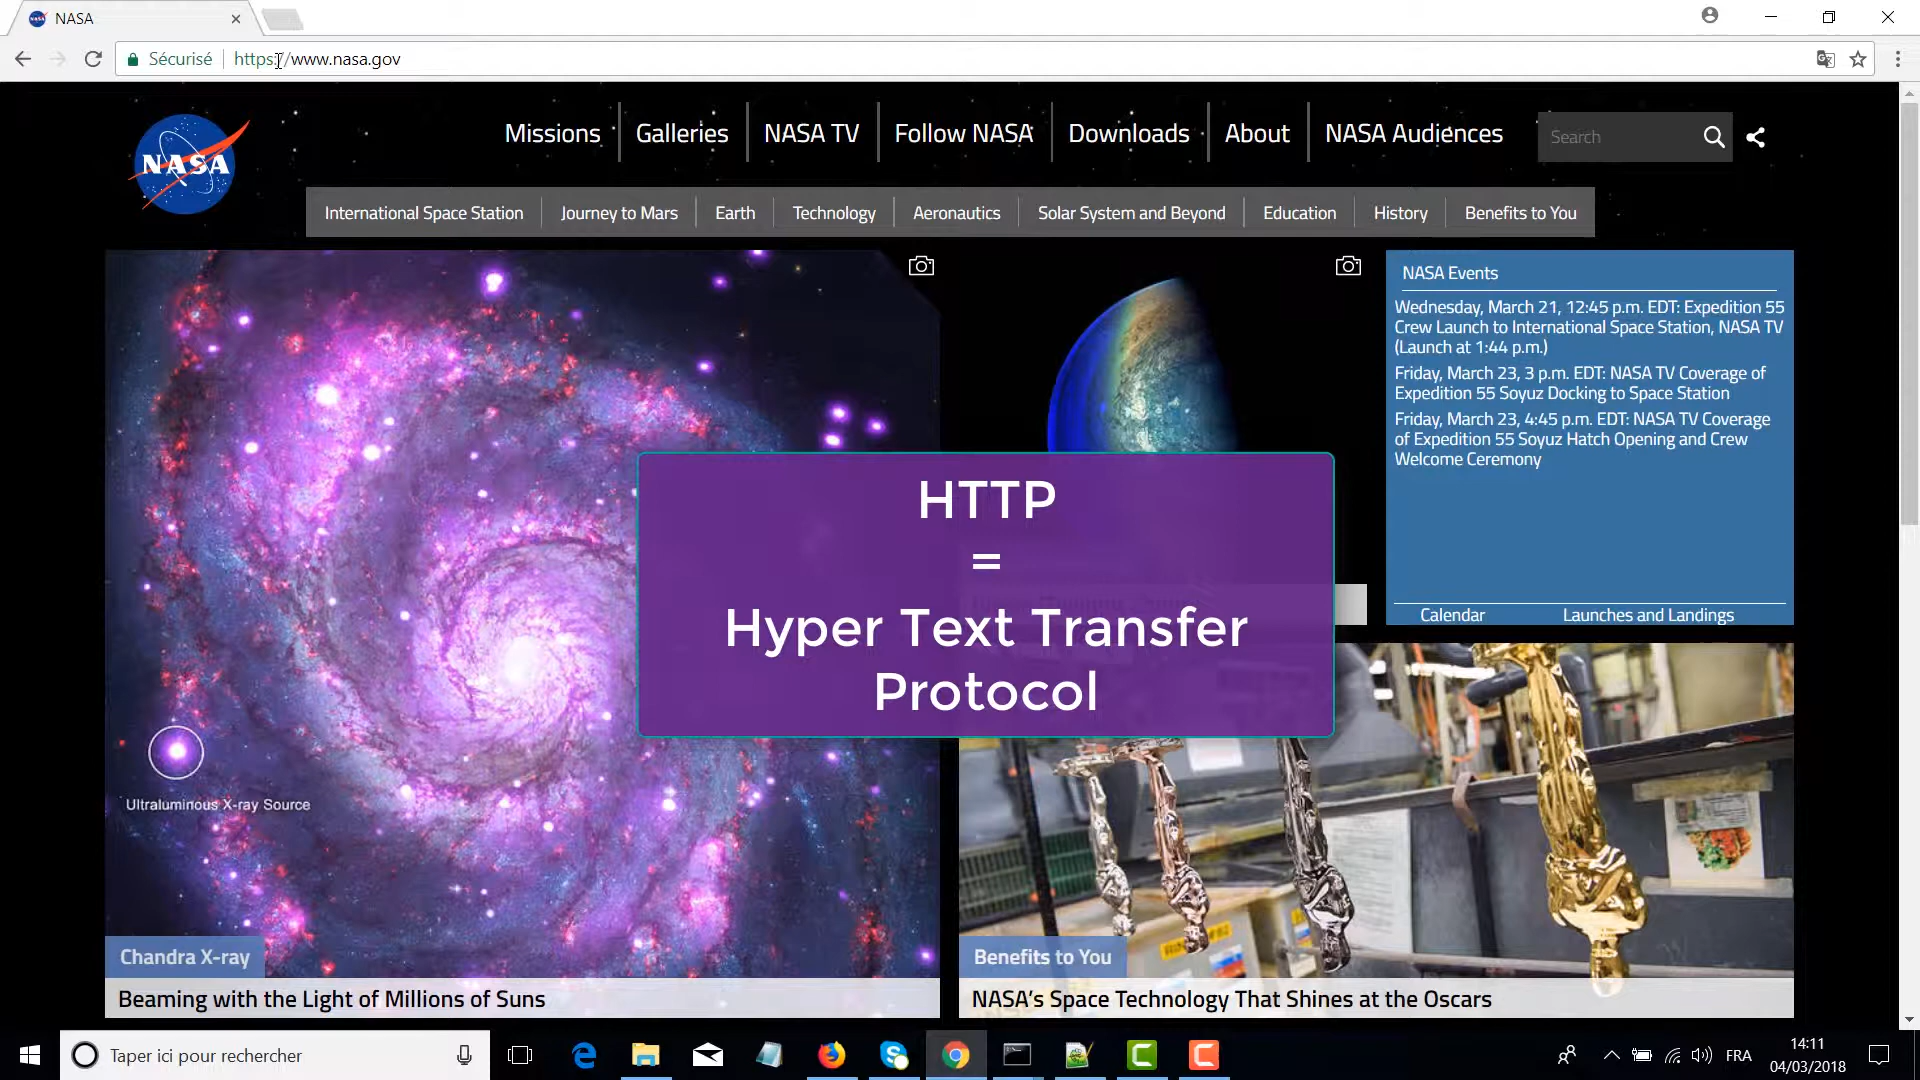 NASA
Sécurisé
https://www.nasa.gov
NASA
Missions
Galleries
NASA TV
Follow NASA
Downloads
About
NASA Audiences
Search
International Space Station
Journey to Mars
Earth
Technology
Aeronautics
Solar System and Beyond
Education
History
Benefits to You
NASA Events
Wednesday, March 21, 12:45 p.m. EDT: Expedition 55
Crew Launch to International Space Station, NASA TV
(Launch at 1:44 p.m.)
Friday, March 23, 3 p.m. EDT: NASA TV Coverage of
Expedition 55 Soyuz Docking to Space Station
Friday, March 23, 4:45 p.m. EDT: NASA TV Coverage
of Expedition 55 Soyuz Hatch Opening and Crew
Welcome Ceremony
Calendar
Launches and Landings
HTTP
=
Hyper Text Transfer
Protocol
Ultraluminous X-ray Source
Chandra X-ray
Beaming with the Light of Millions of Suns
Benefits to You
NASA's Space Technology That Shines at the Oscars
Taper ici pour rechercher
FRA
14:11
04/03/2018